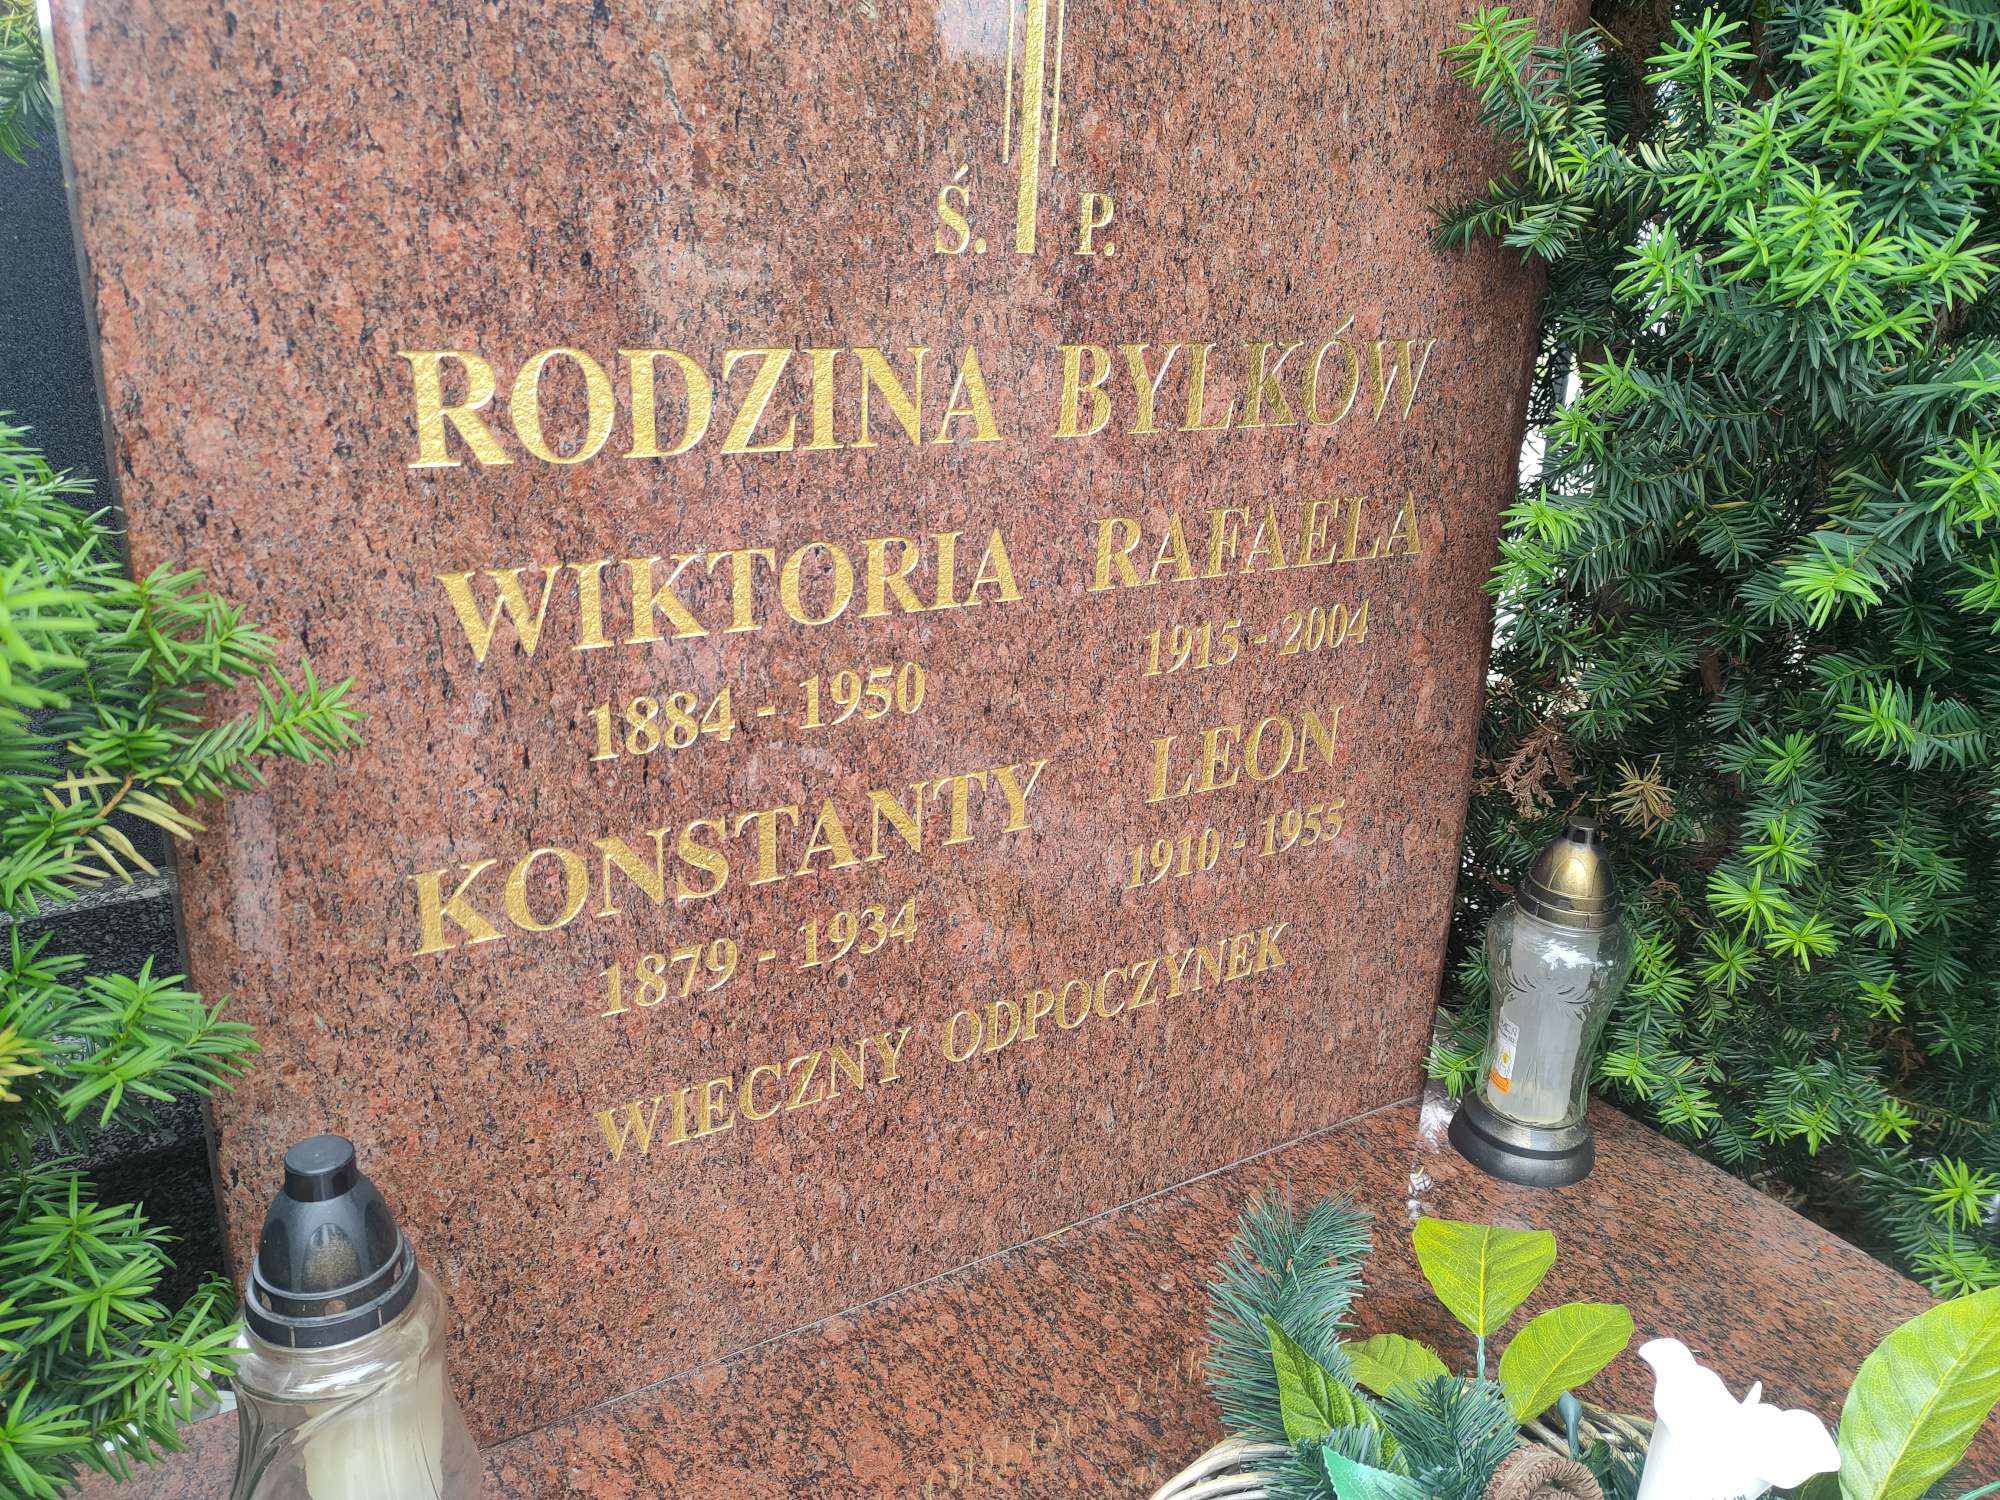 Ś. P.
RODZINA BYLKÓW
WIKTORIA
1884 - 1950
KONSTANTY
1879 - 1934
RAFAELA
1915 - 2004
LEON
1910 - 1955
WIECZNY ODPOCZYNEK